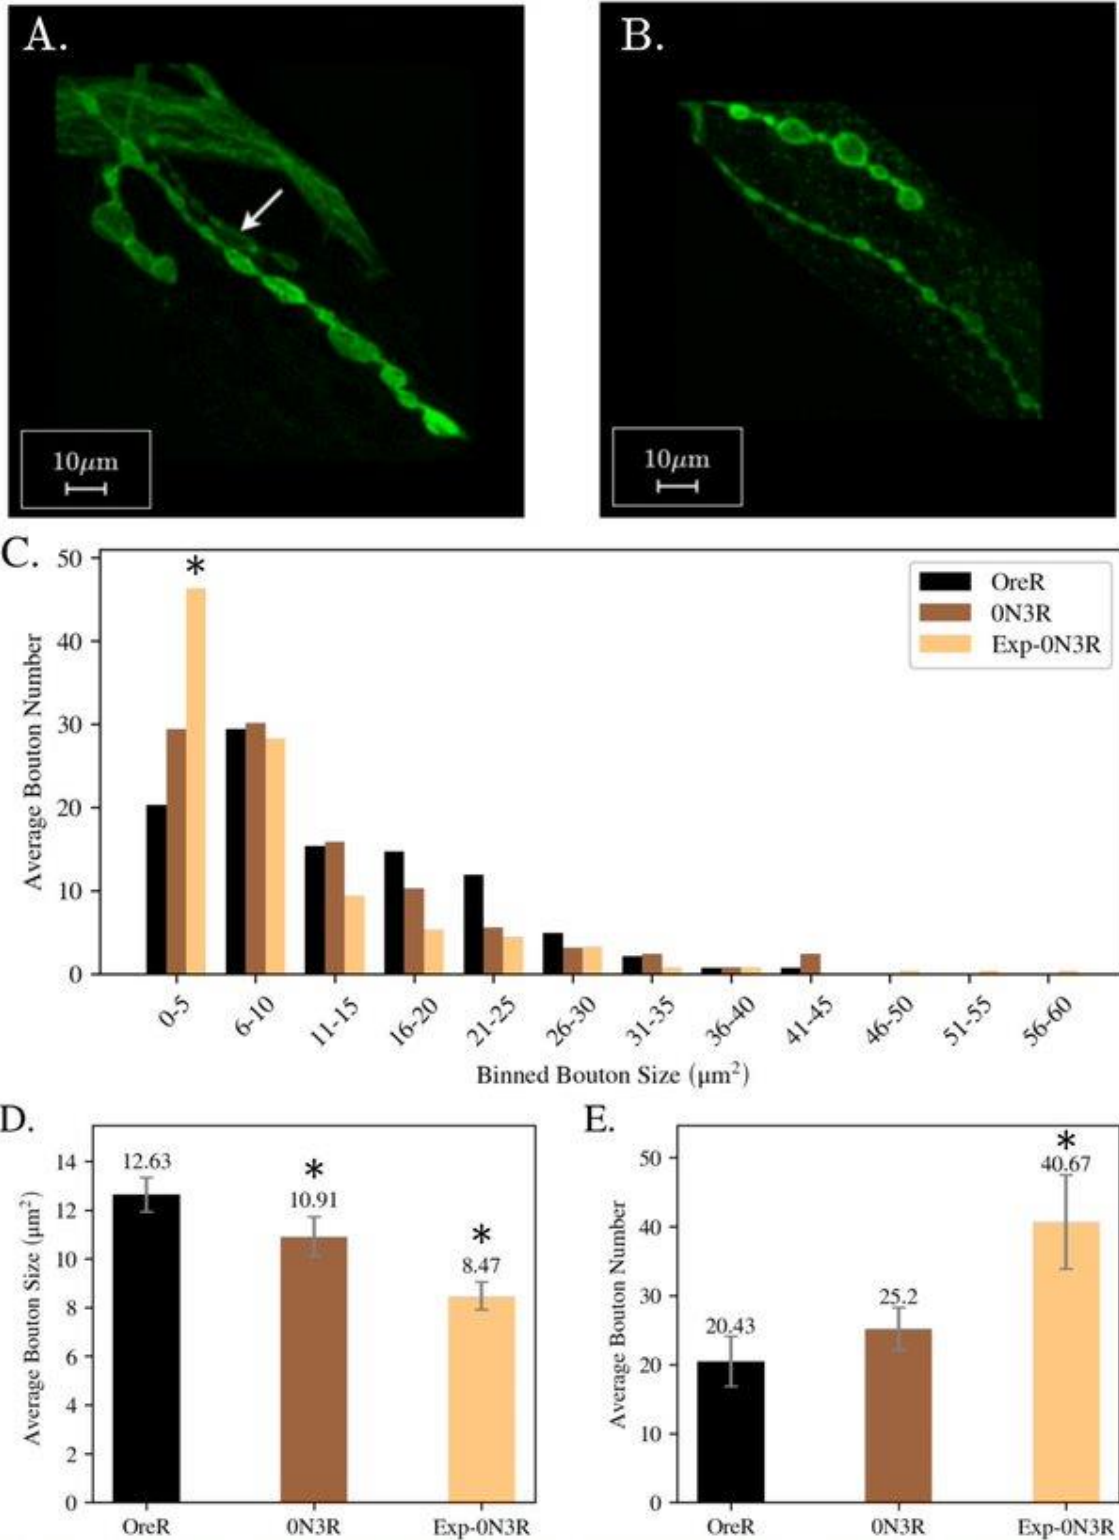 A.
B.
10μm
10μm
C.
50
40
30
20
10
0
Average Bouton Number
*
OreR
0N3R
Exp-0N3R
0-5
6-10
11-15
16-20
21-25
26-30
31-35
36-40
41-45
46-50
51-55
56-60
Binned Bouton Size (μm²)
D.
14
12
10
8
6
4
2
0
Average Bouton Size (μm²)
12.63
*
10.91
*
8.47
OreR
0N3R
Exp-0N3R
E.
50
40
30
20
10
0
Average Bouton Number
20.43
25.2
*
40.67
OreR
0N3R
Exp-0N3R